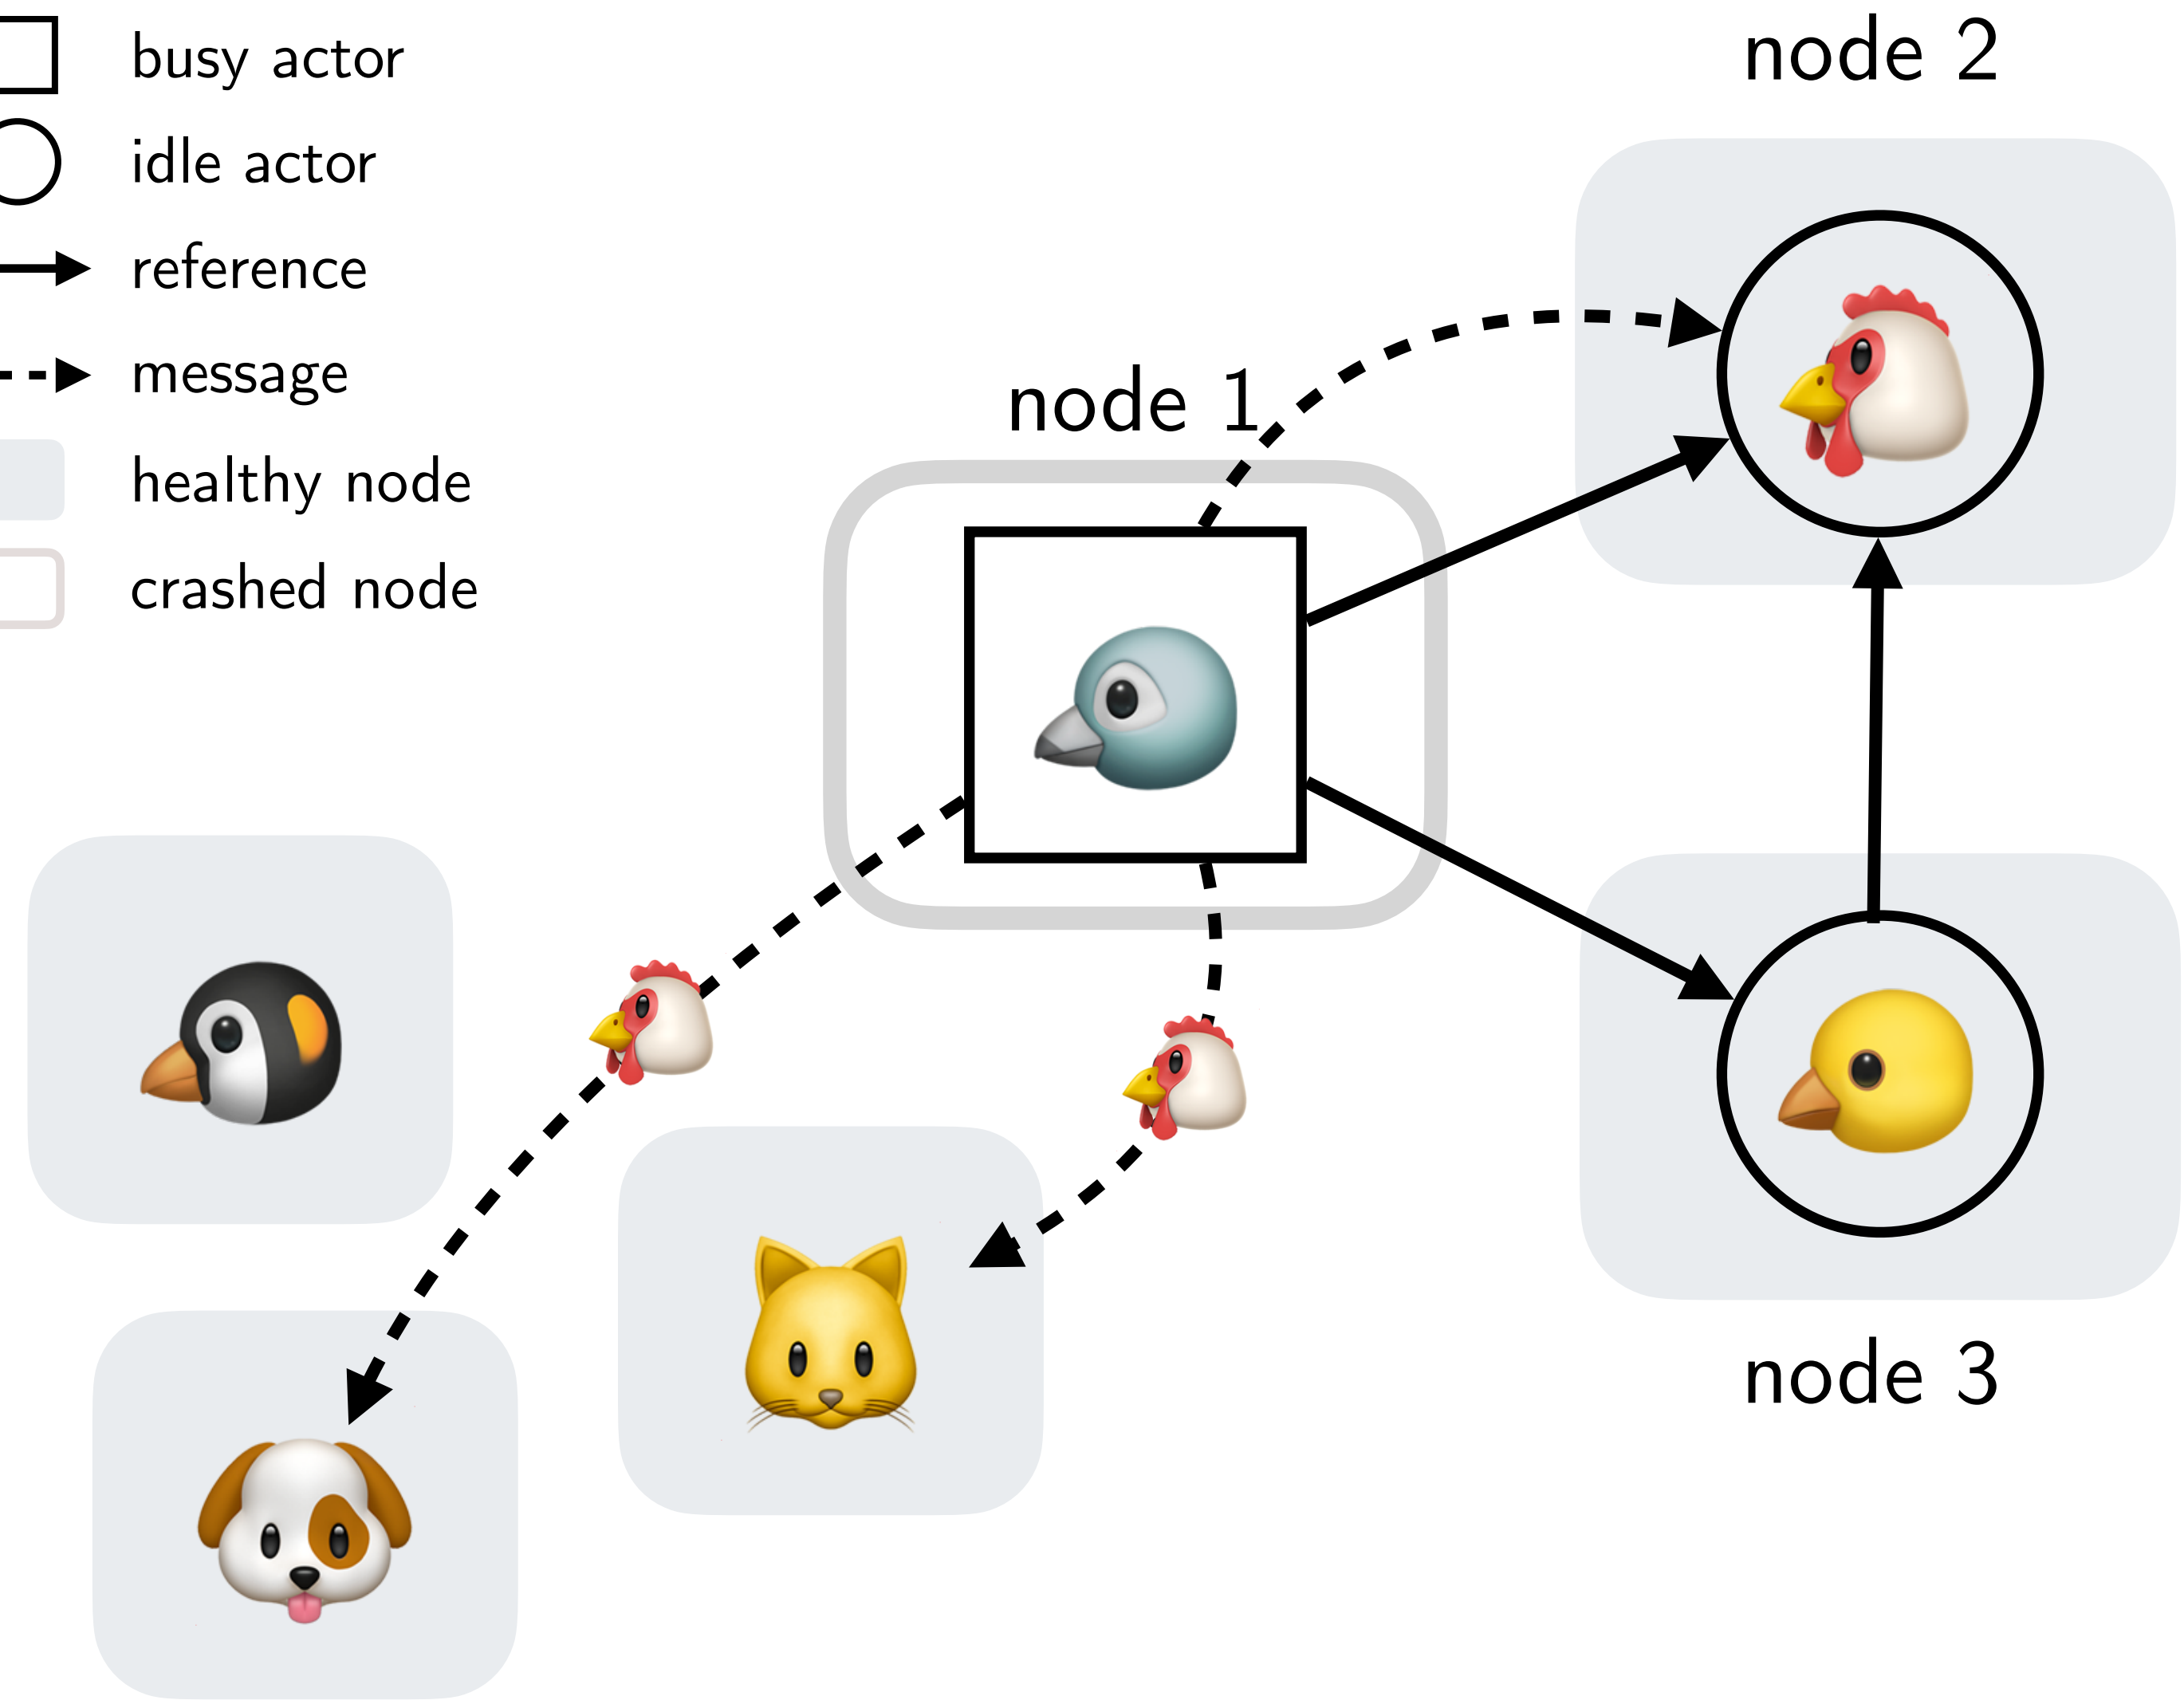 busy actor
idle actor
reference
message
healthy node
crashed node
node 1
node 2
node 3